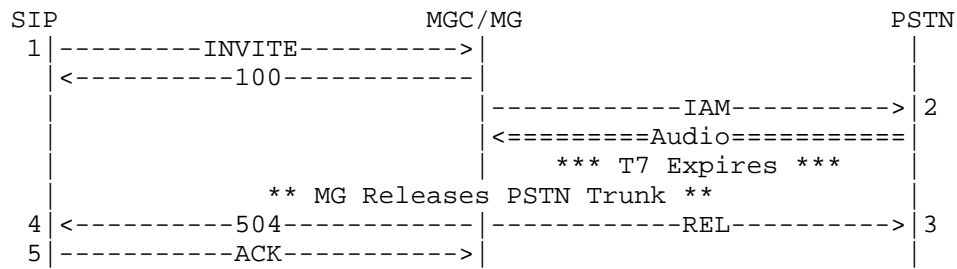 SIP                       MGC/MG                       PSTN
 1|---------INVITE---------->|                          |
  |<----------100------------|                          |
  |                          |------------IAM---------->|2
  |                          |<=========Audio===========|
  |                          |    *** T7 Expires ***    |
  |             ** MG Releases PSTN Trunk **            |
 4|<----------504------------|------------REL---------->|3
 5|-----------ACK----------->|                          |